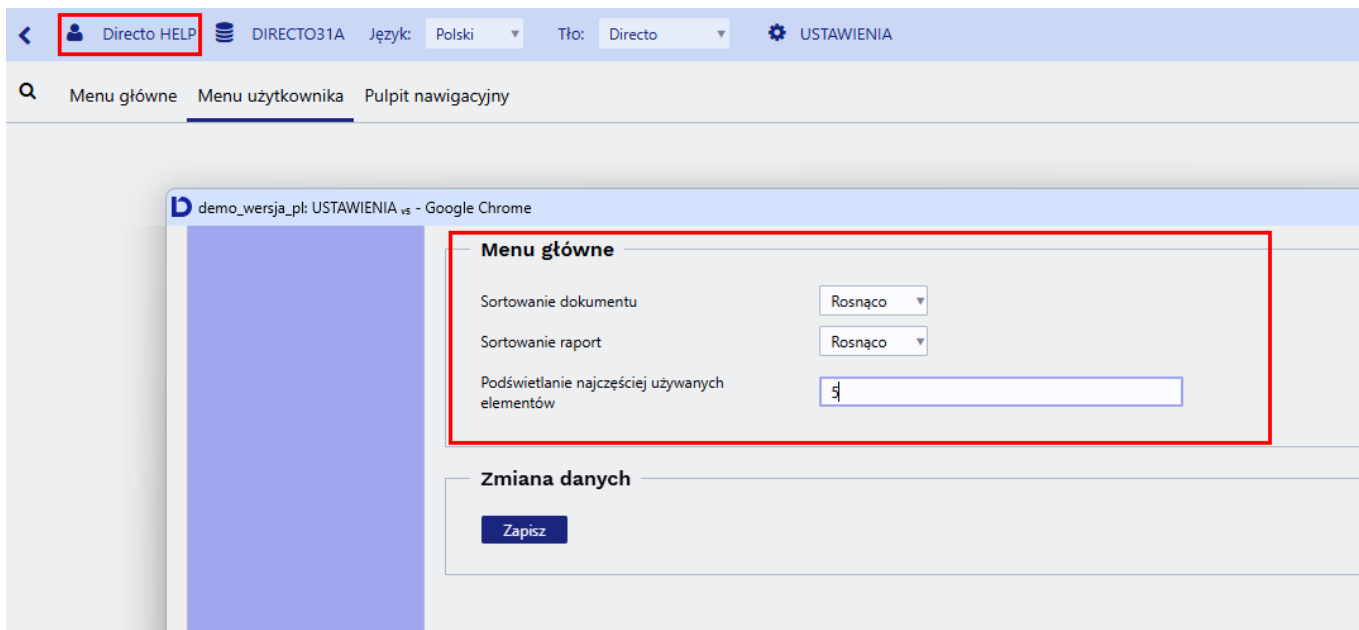 Directo HELP DIRECTO31A Język: Polski Tło: Directo USTAWIENIA
Menu główne Menu użytkownika Pulpit nawigacyjny
demo_wersja_pl: USTAWIENIA v5 - Google Chrome
Menu główne
Sortowanie dokumentu Rosnąco
Sortowanie raport Rosnąco
Podświetlanie najczęściej używanych
elementów 5
Zmiana danych
Zapisz